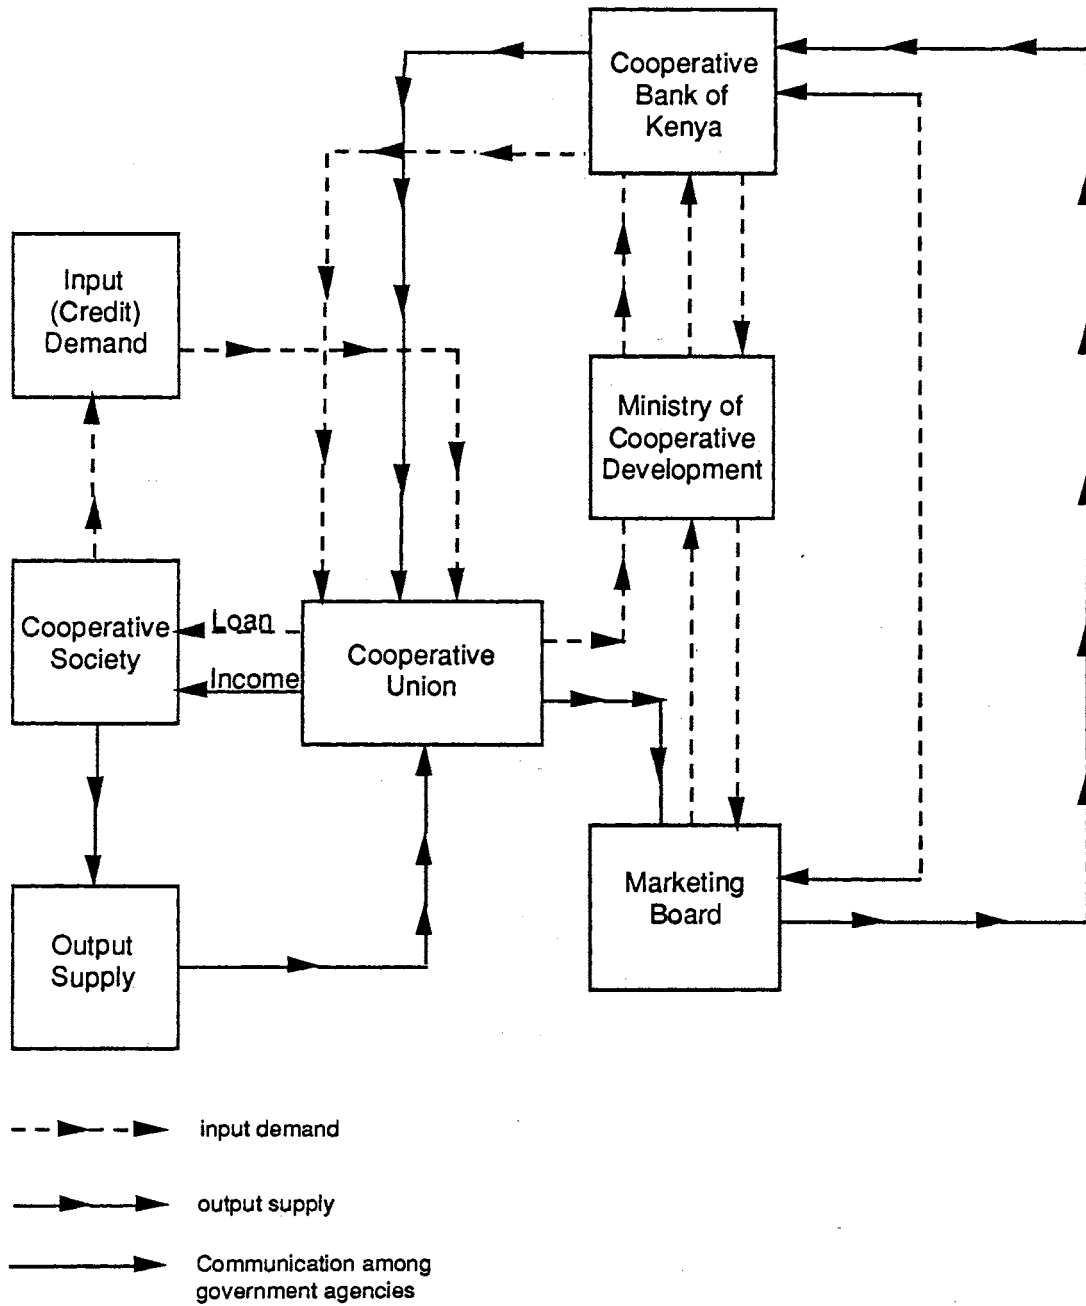 Cooperative
Bank of
Kenya
Input
(Credit)
Demand
Ministry of
Cooperative
Development
Cooperative
Society
Loan
Income
Cooperative
Union
Marketing
Board
Output
Supply
input demand
output supply
Communication among
government agencies